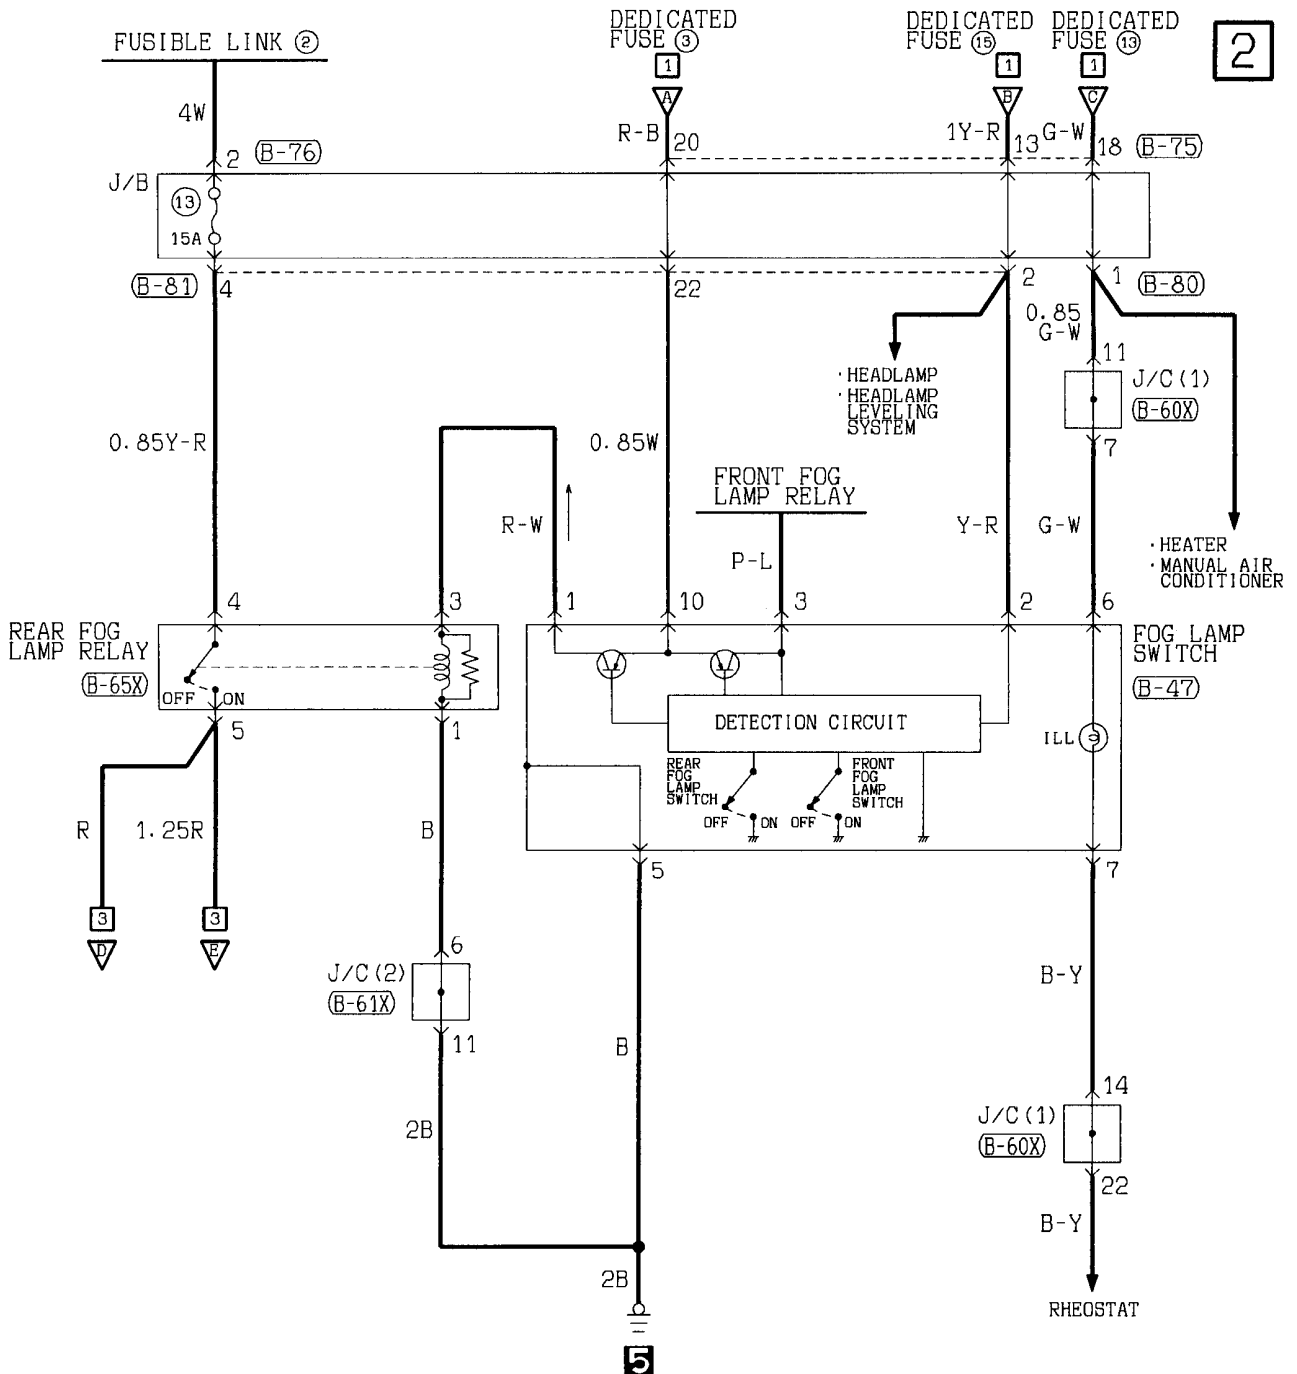 DEDICATED
FUSE ③
DEDICATED
FUSE ⑮
DEDICATED
FUSE ⑬
2
FUSIBLE LINK ②
1
1
1
A
B
C
4W
R-B
20
1Y-R
13
G-W
18
(B-75)
2
(B-76)
J/B
13
15A
(B-81)
4
22
2
1
(B-80)
0.85
G-W
11
J/C(1)
(B-60X)
7
·HEADLAMP
·HEADLAMP
LEVELING
SYSTEM
0.85Y-R
0.85W
FRONT FOG
LAMP RELAY
R-W
P-L
Y-R
G-W
·HEATER
·MANUAL AIR
CONDITIONER
4
3
1
10
3
2
6
REAR FOG
LAMP RELAY
(B-65X)
OFF
ON
FOG LAMP
SWITCH
(B-47)
DETECTION CIRCUIT
ILL
REAR
FOG
LAMP
SWITCH
OFF
ON
FRONT
FOG
LAMP
SWITCH
OFF
ON
5
1
R
1.25R
B
5
7
3
3
D
E
6
J/C(2)
(B-61X)
11
B
B-Y
14
J/C(1)
(B-60X)
22
2B
B-Y
2B
RHEOSTAT
5